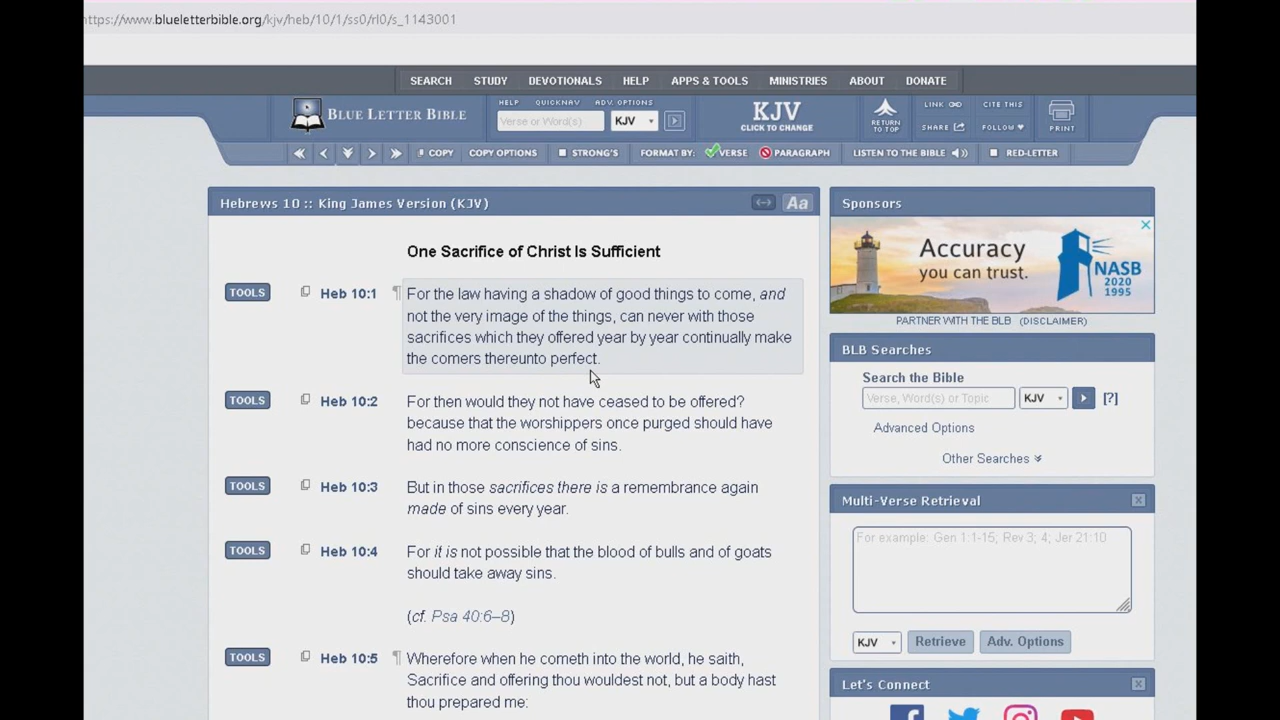 https://www.blueletterbible.org/kjv/heb/10/1/ss0/rl0/s_1143001
SEARCH STUDY DEVOTIONALS HELP APPS & TOOLS MINISTRIES ABOUT DONATE
BLUE LETTER BIBLE
HELP QUICKNAV ADV. OPTIONS
Verse or Word(s) KJV
KJV
CLICK TO CHANGE
RETURN
TO TOP
LINK CITE THIS
SHARE FOLLOW
PRINT
COPY COPY OPTIONS STRONG'S FORMAT BY: VERSE PARAGRAPH LISTEN TO THE BIBLE RED-LETTER
Hebrews 10 :: King James Version (KJV) Aa
One Sacrifice of Christ Is Sufficient
TOOLS Heb 10:1 ¶ For the law having a shadow of good things to come, and
not the very image of the things, can never with those
sacrifices which they offered year by year continually make
the comers thereunto perfect.
TOOLS Heb 10:2 For then would they not have ceased to be offered?
because that the worshippers once purged should have
had no more conscience of sins.
TOOLS Heb 10:3 But in those sacrifices there is a remembrance again
made of sins every year.
TOOLS Heb 10:4 For it is not possible that the blood of bulls and of goats
should take away sins.
(cf. Psa 40:6–8)
TOOLS Heb 10:5 ¶ Wherefore when he cometh into the world, he saith,
Sacrifice and offering thou wouldest not, but a body hast
thou prepared me:
Sponsors
Accuracy
you can trust.
NASB
2020
1995
PARTNER WITH THE BLB (DISCLAIMER)
BLB Searches
Search the Bible
Verse, Word(s) or Topic KJV [?]
Advanced Options
Other Searches
Multi-Verse Retrieval
For example: Gen 1:1-15; Rev 3; 4; Jer 21:10
KJV Retrieve Adv. Options
Let's Connect